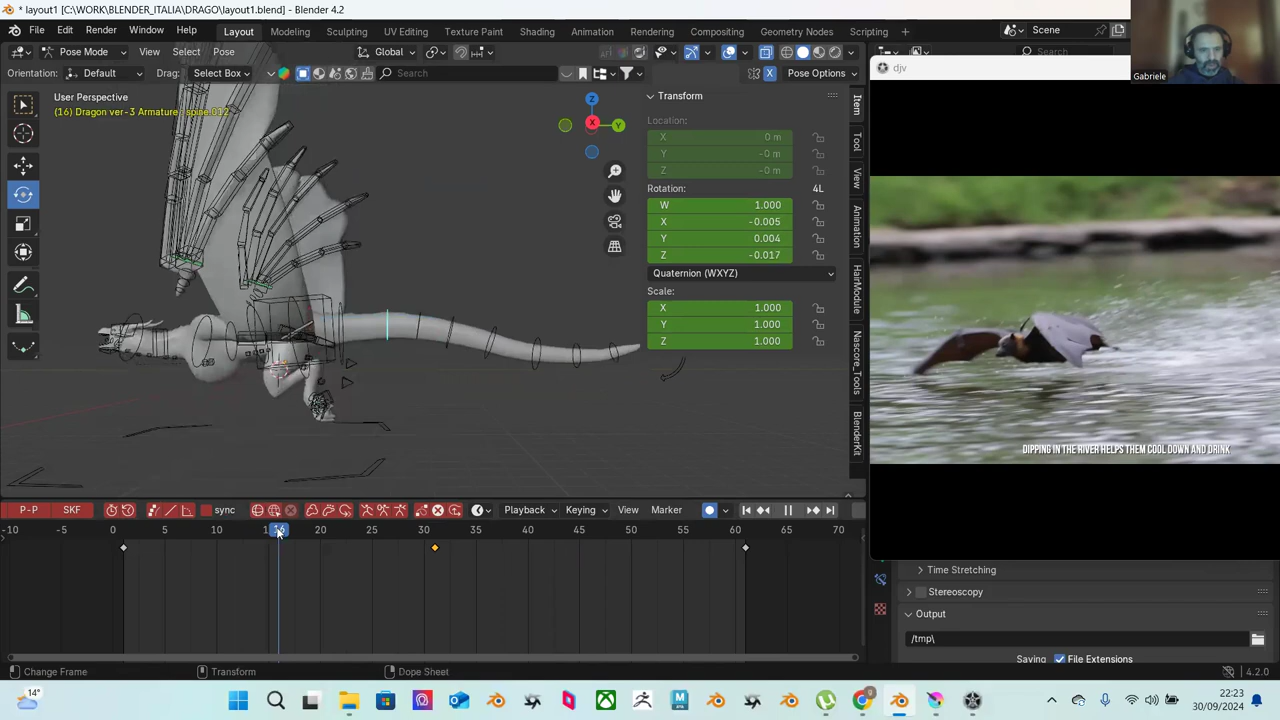 * layout1 [C:\WORK\BLENDER_ITALIA\DRAGO\layout1.blend] - Blender 4.2
File Edit Render Window Help Layout Modeling Sculpting UV Editing Texture Paint Shading Animation Rendering Compositing Geometry Nodes Scripting Scene
Pose Mode View Select Pose Global Search
Orientation: Default Drag: Select Box Search X Pose Options
djv
Gabriele
User Perspective
(16) Dragon ver-3 Armature : spine.012
Z
Y
X
Transform
Location:
X 0 m
Y -0 m
Z -0 m
Rotation: 4L
W 1.000
X -0.005
Y 0.004
Z -0.017
Quaternion (WXYZ)
Scale:
X 1.000
Y 1.000
Z 1.000
Item
Tool
View
Animation
HairModule
Nascore_Tools
BlenderKit
DIPPING IN THE RIVER HELPS THEM COOL DOWN AND DRINK
P-P SKF sync Playback Keying View Marker
-10 -5 0 5 10 16 20 25 30 35 40 45 50 55 60 65 70
Time Stretching
Stereoscopy
Output
/tmp\
Saving File Extensions
Change Frame Transform Dope Sheet 4.2.0
14°
22:23
30/09/2024